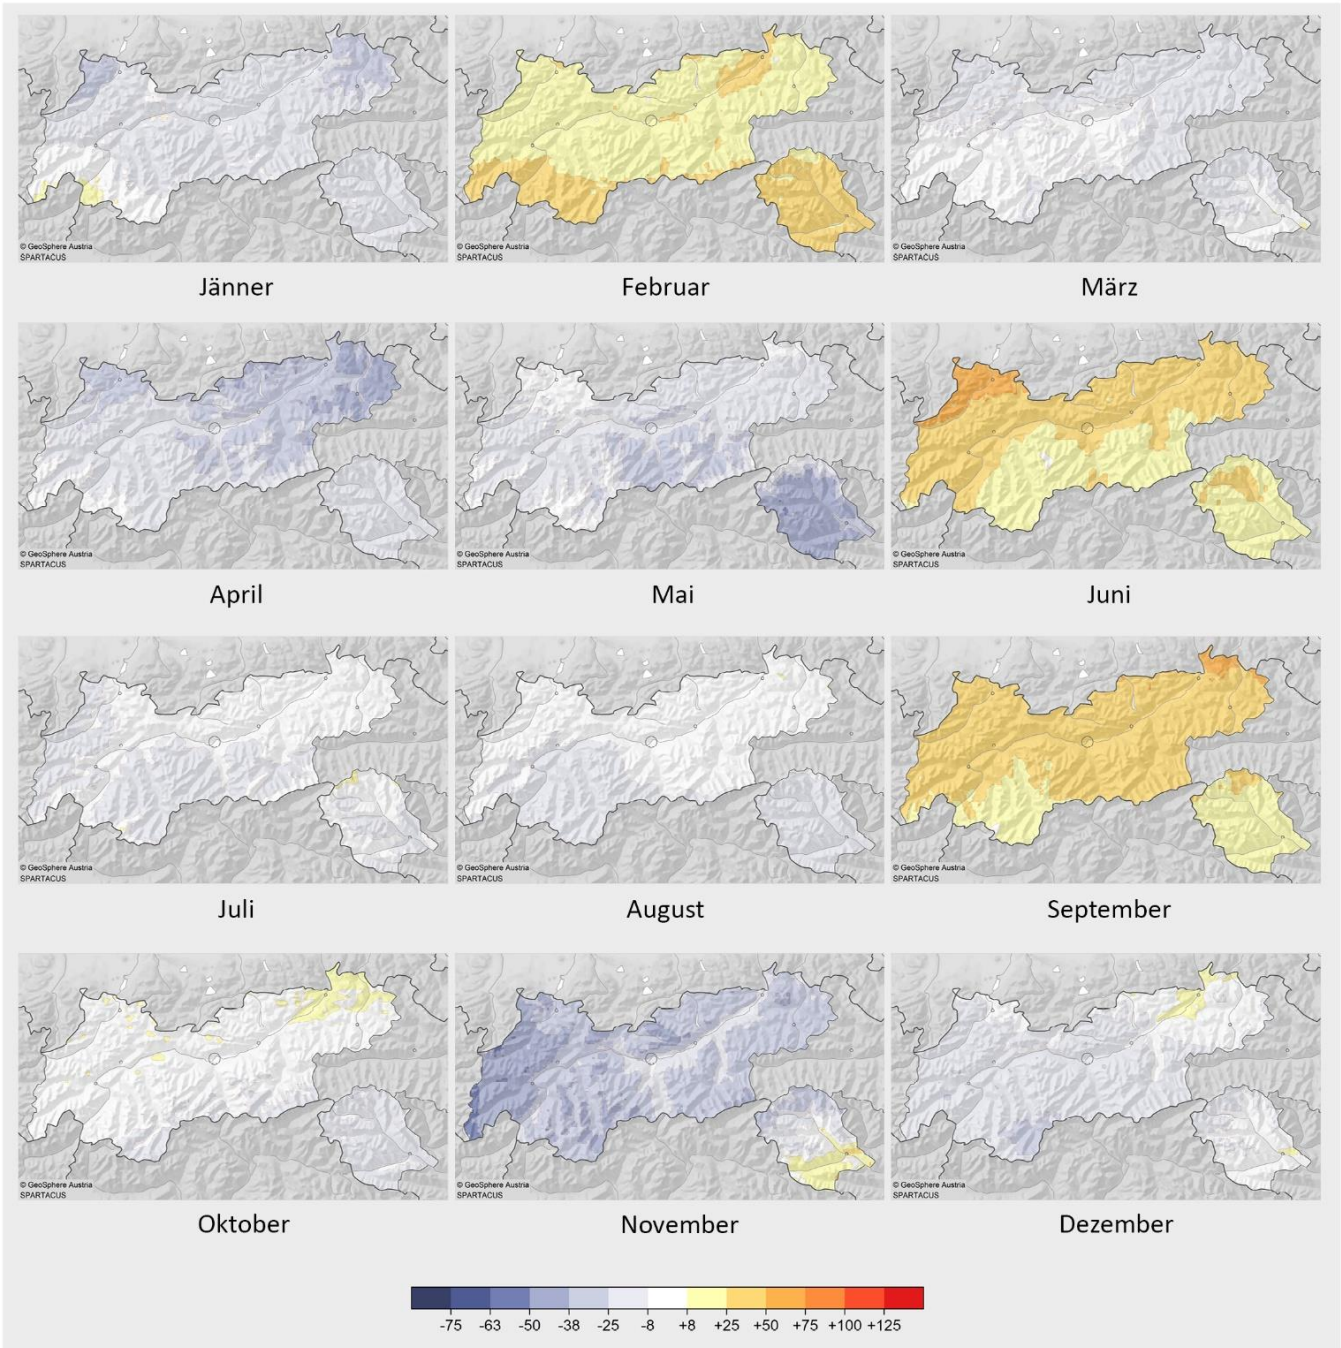 © GeoSphere Austria
SPARTACUS
© GeoSphere Austria
SPARTACUS
© GeoSphere Austria
SPARTACUS
Jänner
Februar
März
© GeoSphere Austria
SPARTACUS
© GeoSphere Austria
SPARTACUS
© GeoSphere Austria
SPARTACUS
April
Mai
Juni
© GeoSphere Austria
SPARTACUS
© GeoSphere Austria
SPARTACUS
© GeoSphere Austria
SPARTACUS
Juli
August
September
© GeoSphere Austria
SPARTACUS
© GeoSphere Austria
SPARTACUS
© GeoSphere Austria
SPARTACUS
Oktober
November
Dezember
-75 -63 -50 -38 -25 -8 +8 +25 +50 +75 +100 +125